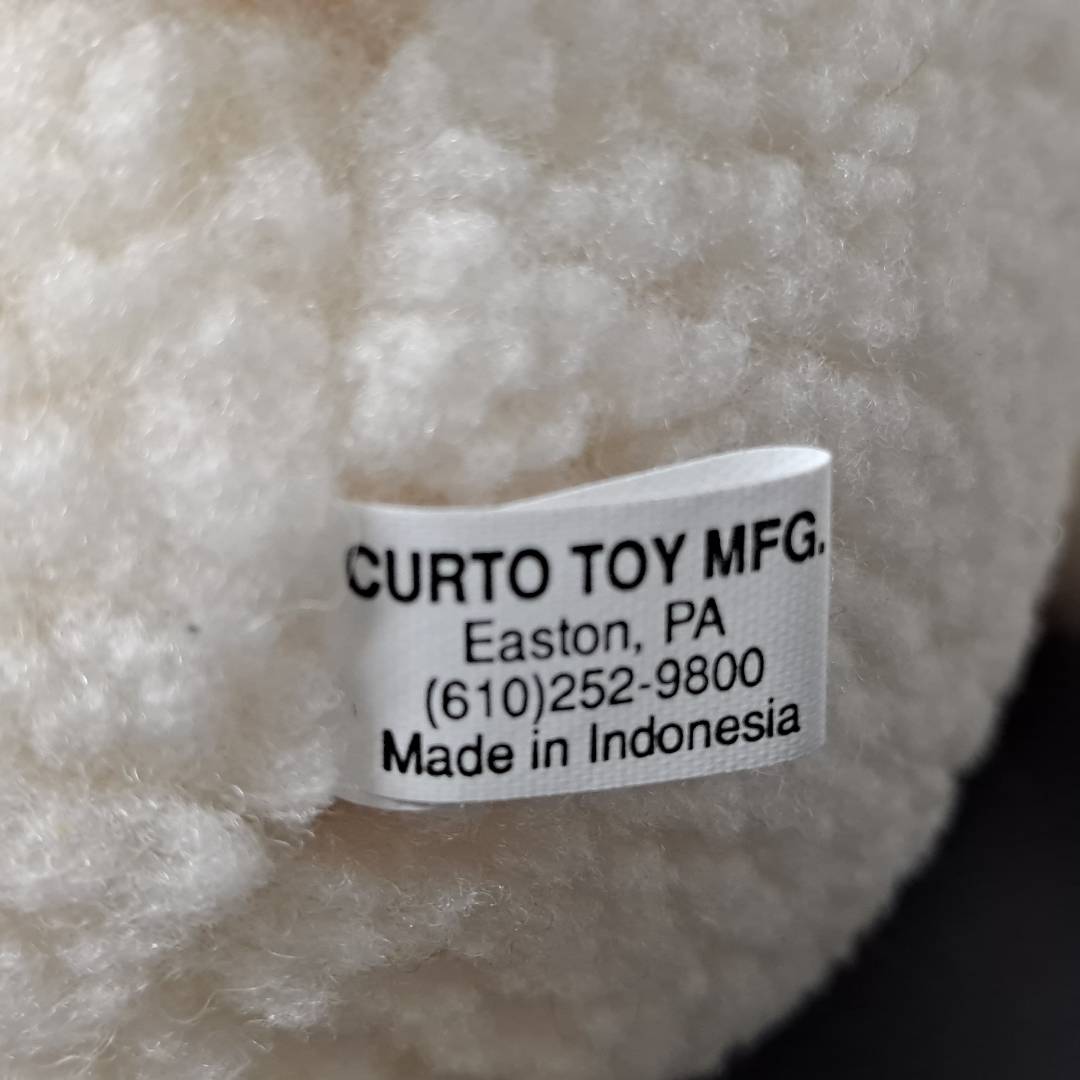 CURTO TOY MFG.
Easton, PA
(610)252-9800
Made in Indonesia